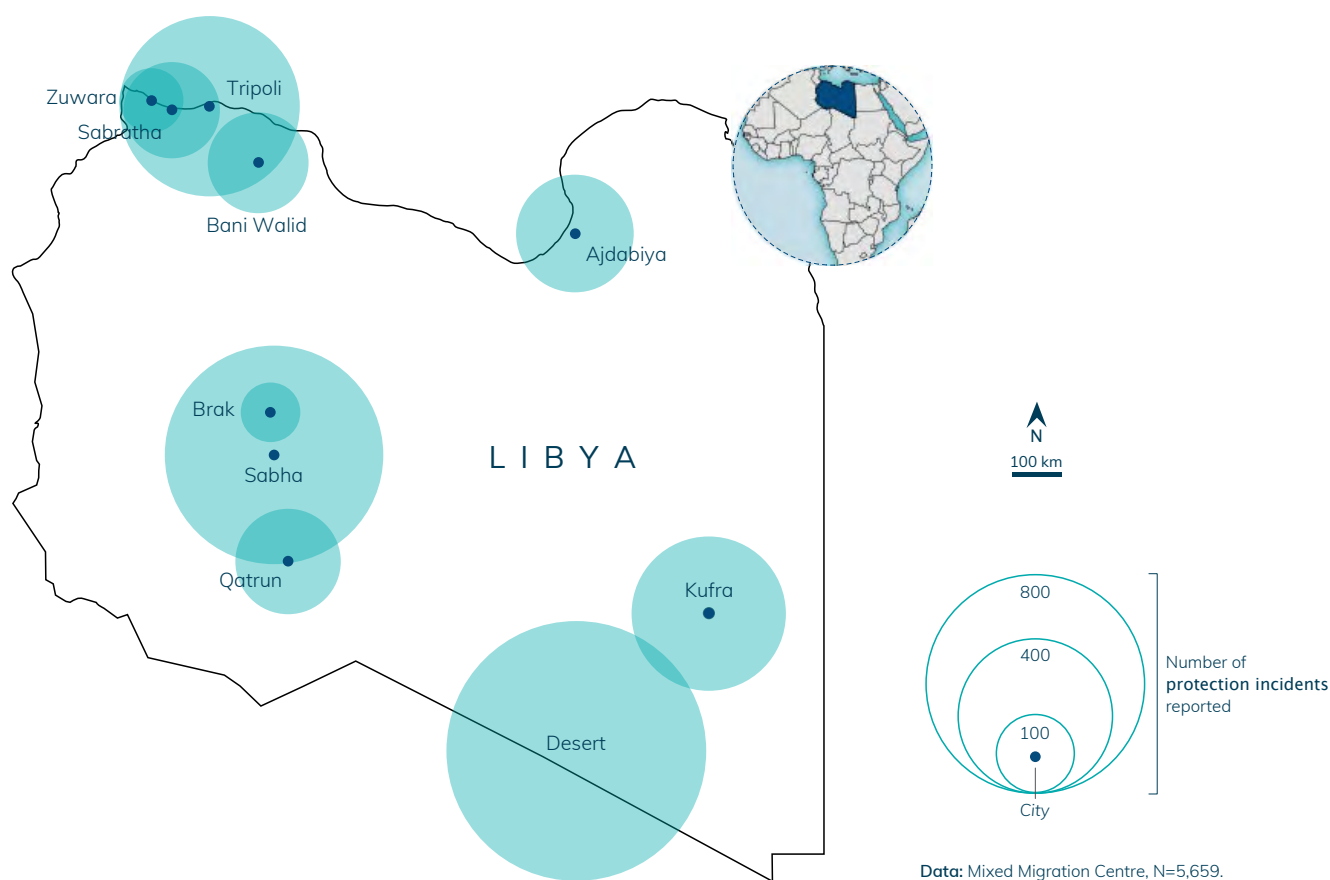 Zuwara
Tripoli
Sabratha
Bani Walid
Ajdabiya
Brak
Sabha
LIBYA
Qatrun
Kufra
Desert
N
100 km
800
400
100
City
Number of
protection incidents
reported
Data: Mixed Migration Centre, N=5,659.